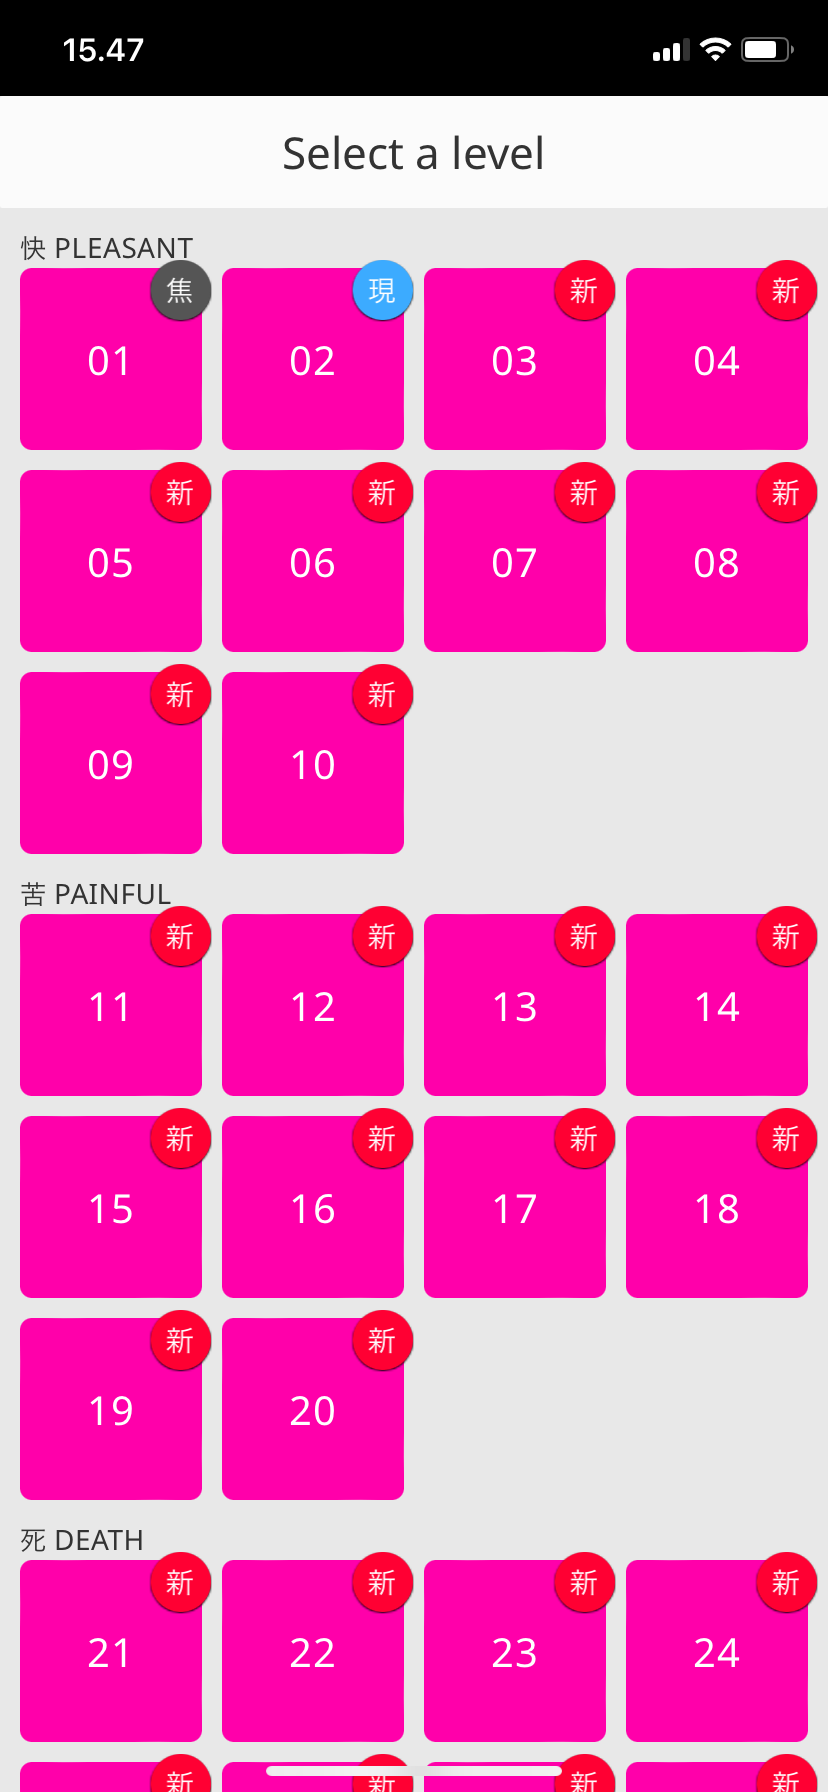 15.47
Select a level
快 PLEASANT
焦 現 新 新
01 02 03 04
新 新 新 新
05 06 07 08
新 新
09 10
苦 PAINFUL
新 新 新 新
11 12 13 14
新 新 新 新
15 16 17 18
新 新
19 20
死 DEATH
新 新 新 新
21 22 23 24
新 新 新 新